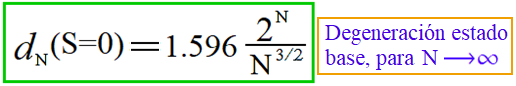 d_N(S=0) = 1.596 2^N / N^{3/2}
Degeneración estado
base, para N ⟶ ∞